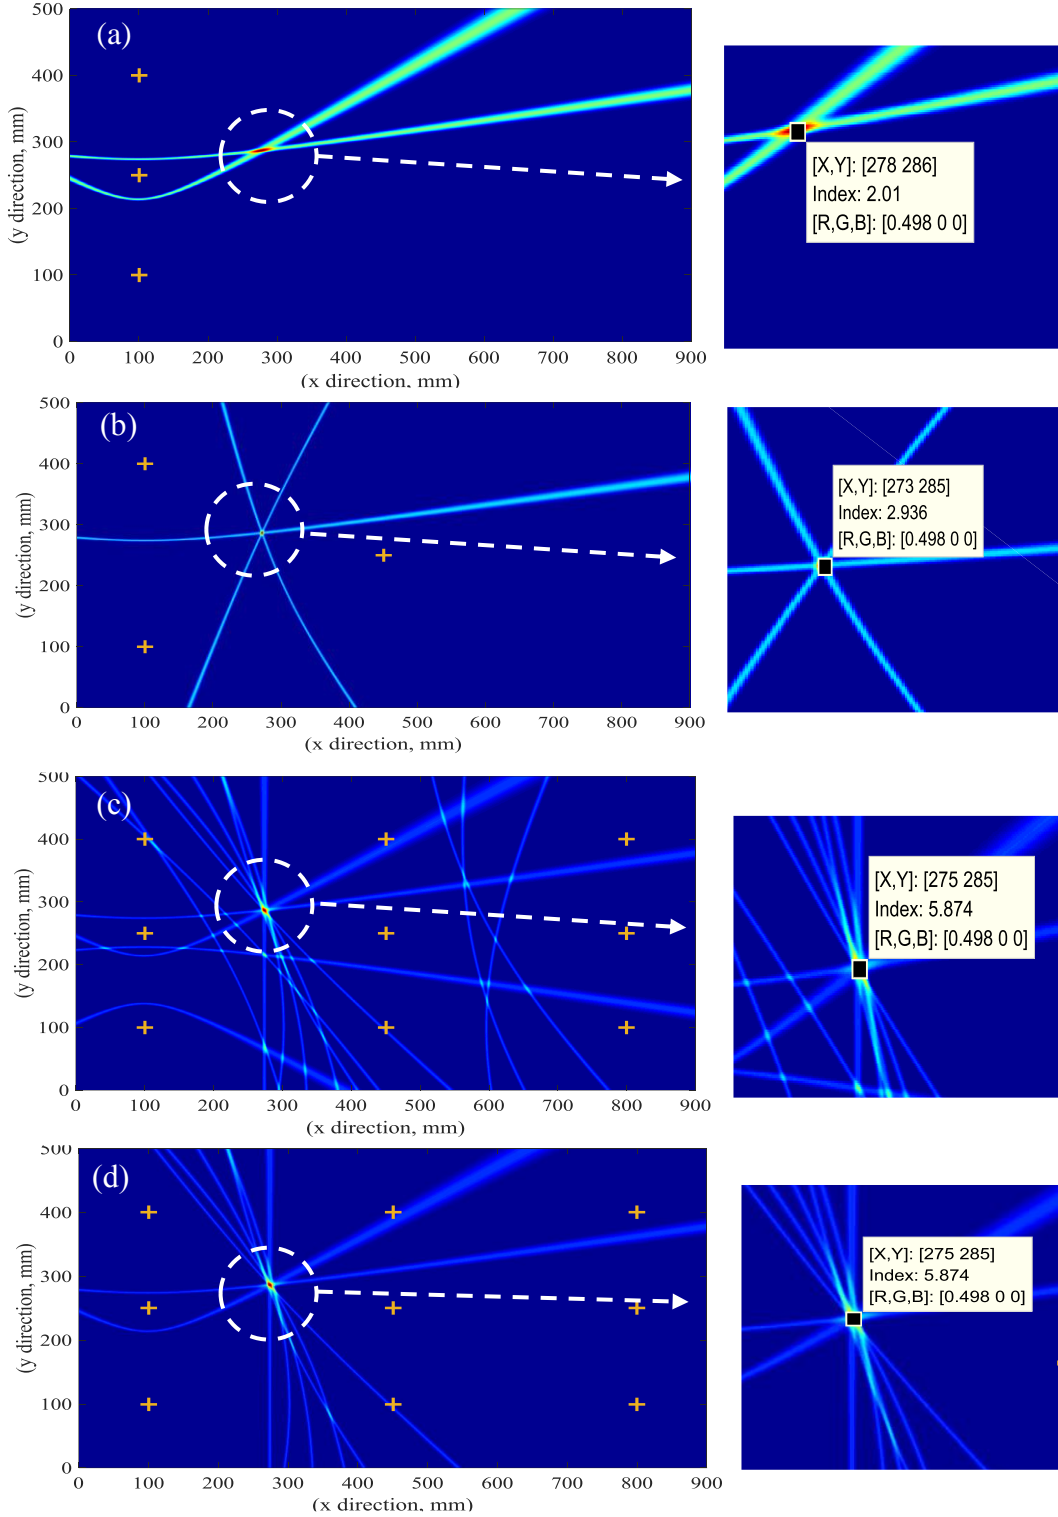 (a)
500
400
300
200
100
0
(y direction, mm)
0 100 200 300 400 500 600 700 800 900
(x direction, mm)
[X,Y]: [278 286]
Index: 2.01
[R,G,B]: [0.498 0 0]
(b)
500
400
300
200
100
0
(y direction, mm)
0 100 200 300 400 500 600 700 800 900
(x direction, mm)
[X,Y]: [273 285]
Index: 2.936
[R,G,B]: [0.498 0 0]
(c)
500
400
300
200
100
0
(y direction, mm)
0 100 200 300 400 500 600 700 800 900
(x direction, mm)
[X,Y]: [275 285]
Index: 5.874
[R,G,B]: [0.498 0 0]
(d)
500
400
300
200
100
0
(y direction, mm)
0 100 200 300 400 500 600 700 800 900
(x direction, mm)
[X,Y]: [275 285]
Index: 5.874
[R,G,B]: [0.498 0 0]